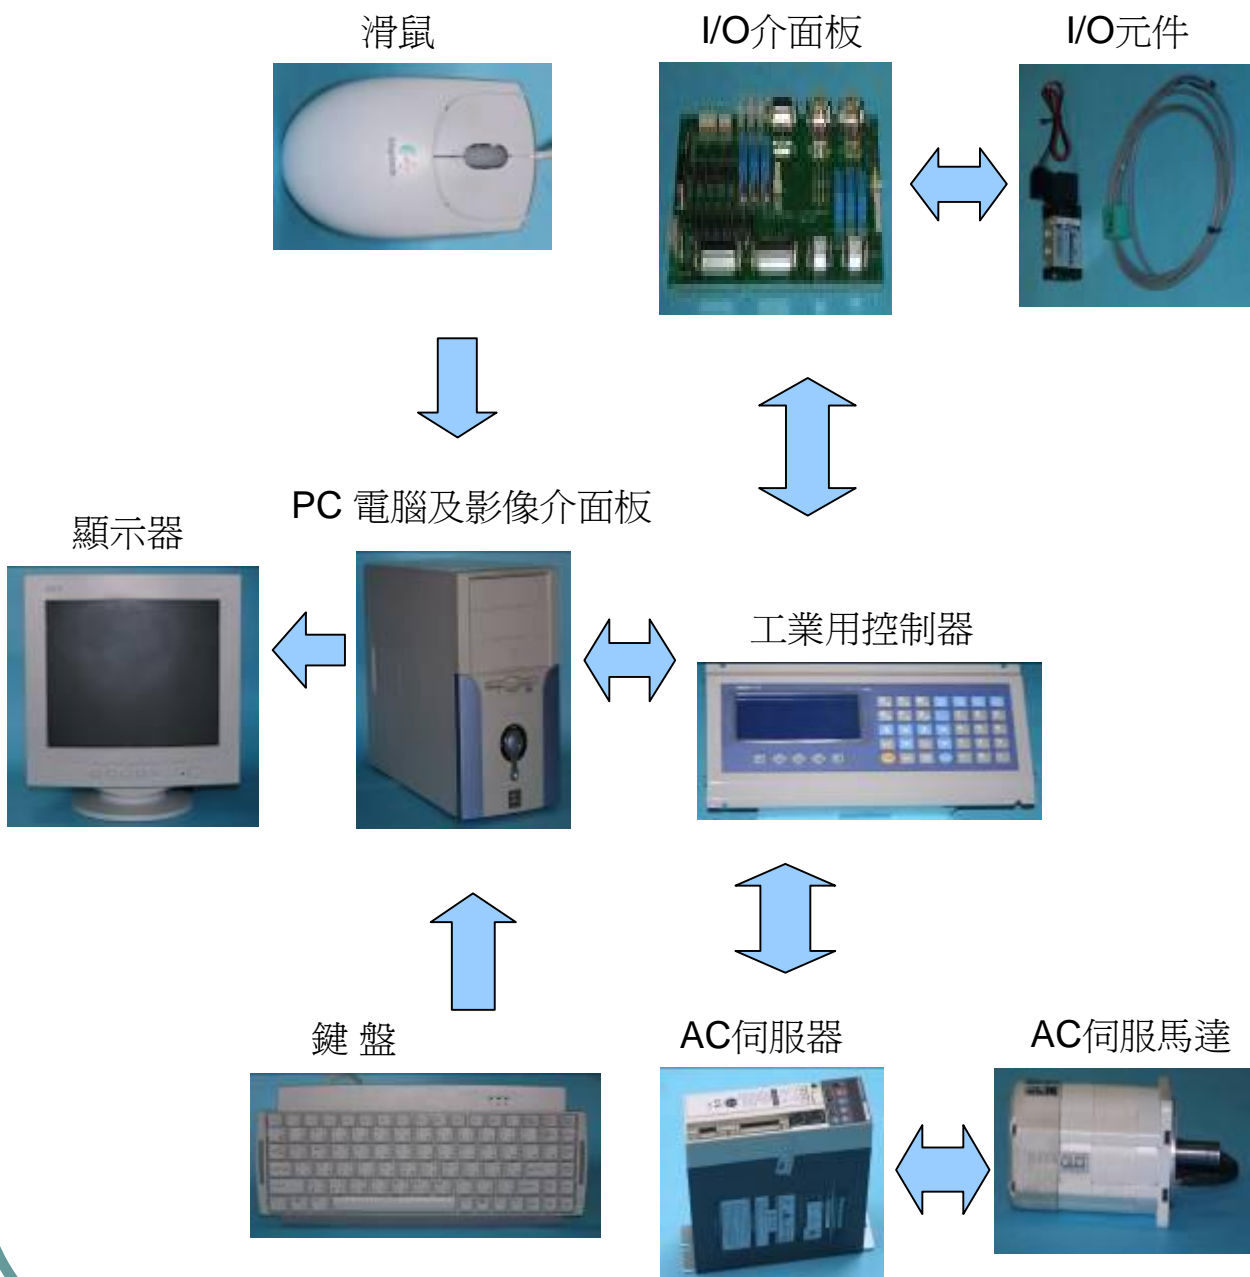 滑鼠
I/O介面板
I/O元件
PC 電腦及影像介面板
顯示器
工業用控制器
鍵 盤
AC伺服器
AC伺服馬達